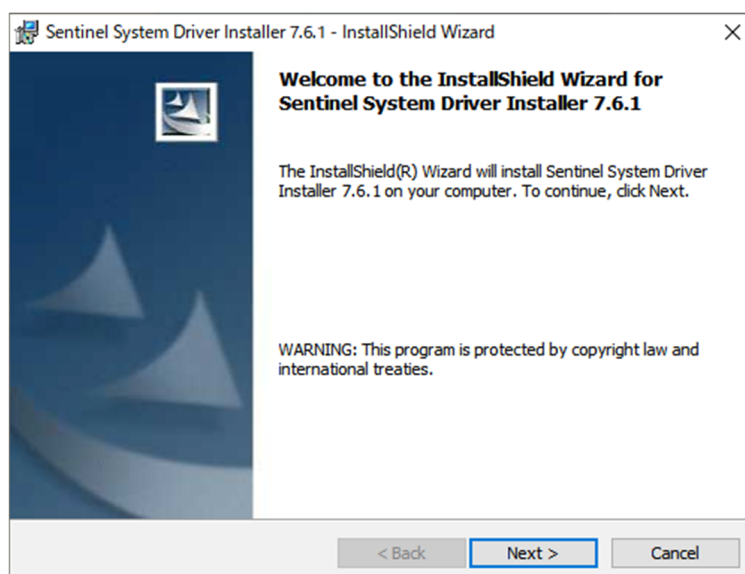 Sentinel System Driver Installer 7.6.1 - InstallShield Wizard
Welcome to the InstallShield Wizard for
Sentinel System Driver Installer 7.6.1
The InstallShield(R) Wizard will install Sentinel System Driver
Installer 7.6.1 on your computer. To continue, click Next.
WARNING: This program is protected by copyright law and
international treaties.
< Back
Next >
Cancel